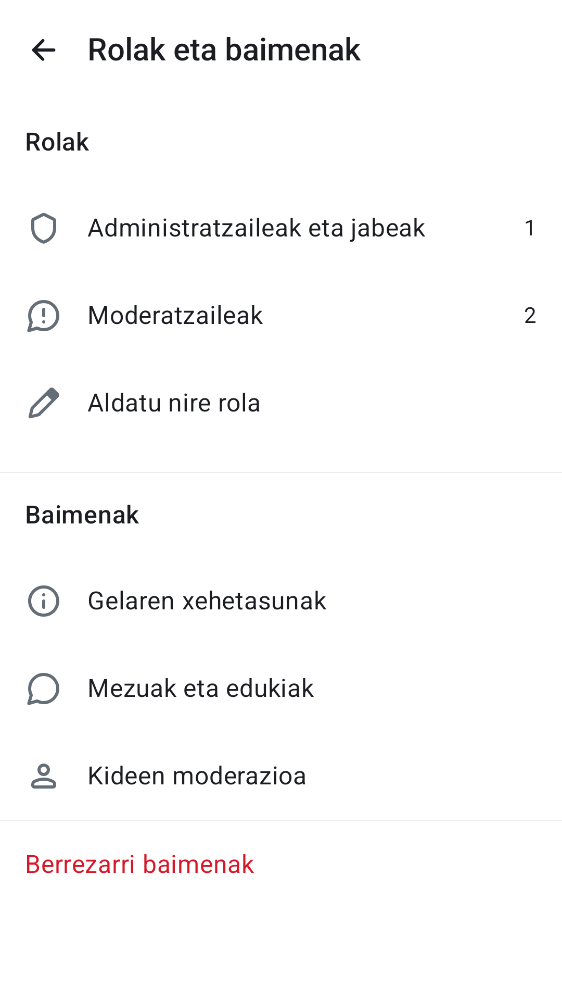 Rolak eta baimenak
Rolak
Administratzaileak eta jabeak 1
Moderatzaileak 2
Aldatu nire rola
Baimenak
Gelaren xehetasunak
Mezuak eta edukiak
Kideen moderazioa
Berrezarri baimenak